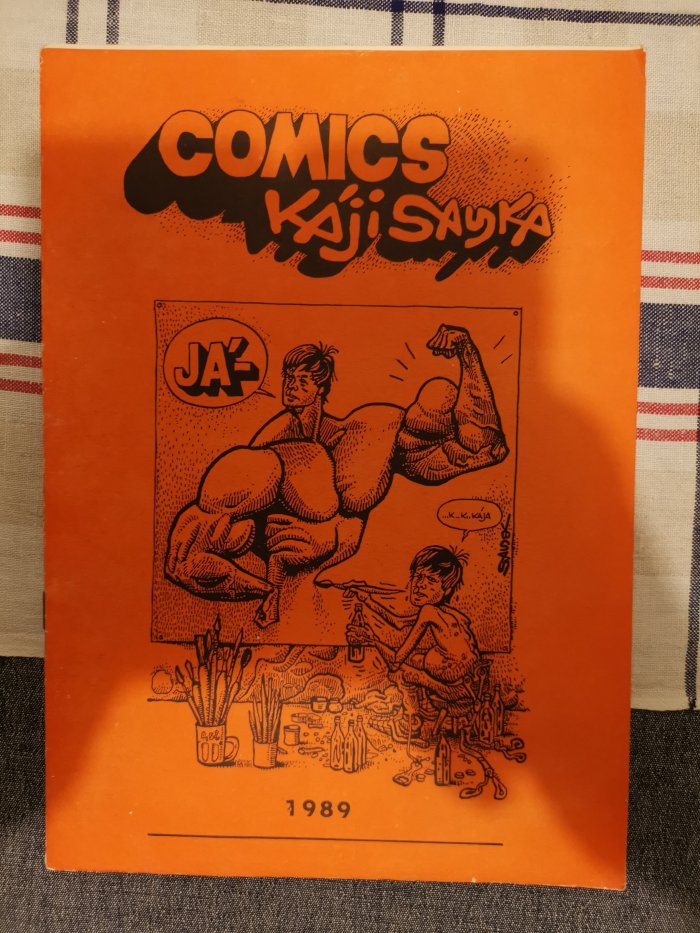 COMICS
KÁJI SAUDKA
JÁ-
..K..K..KÁJA
SAUDEK
1989